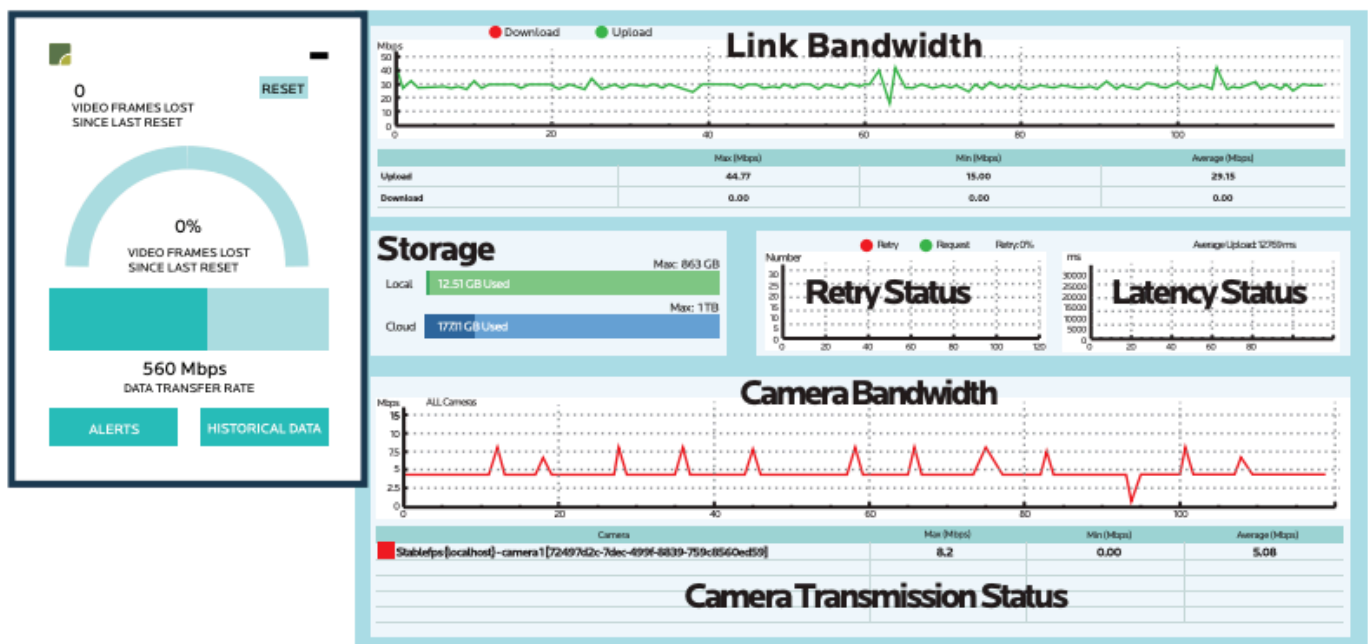 0
RESET
VIDEO FRAMES LOST
SINCE LAST RESET
0%
VIDEO FRAMES LOST
SINCE LAST RESET
560 Mbps
DATA TRANSFER RATE
ALERTS
HISTORICAL DATA
Download
Upload
Link Bandwidth
Mbps
50
40
30
20
10
0
0 20 40 60 80 100
Max (Mbps) Min (Mbps) Average (Mbps)
Upload 44.77 15.00 29.15
Download 0.00 0.00 0.00
Storage
Max: 863 GB
Local 12.51 GB Used
Max: 1TB
Cloud 177.11 GB Used
Retry Request Retry: 0%
Number
Retry Status
30
25
20
15
10
5
0
0 20 40 60 80 100 120
Average Upload: 12759 ms
ms
Latency Status
30000
25000
20000
15000
10000
5000
0
0 20 40 60 80
Camera Bandwidth
Mbps
ALL Cameras
15
10
75
5
2.5
0
0 20 40 60 80 100
Camera Max (Mbps) Min (Mbps) Average (Mbps)
Stablefps [localhost] - camera 1 [72497d2c-7dec-499f-8839-759c8560ed59] 8.2 0.00 5.08
Camera Transmission Status